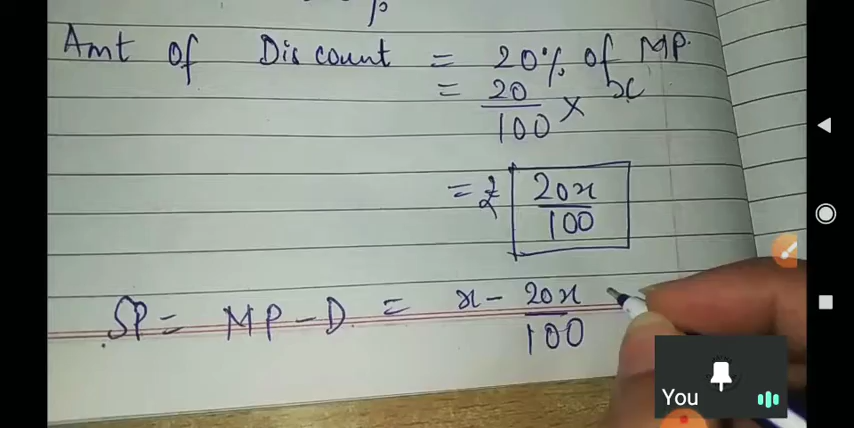 Amt of Discount = 20% of MP.
= 20/100 × x
= ₹ 20x/100
SP = MP - D = x - 20x/100
You